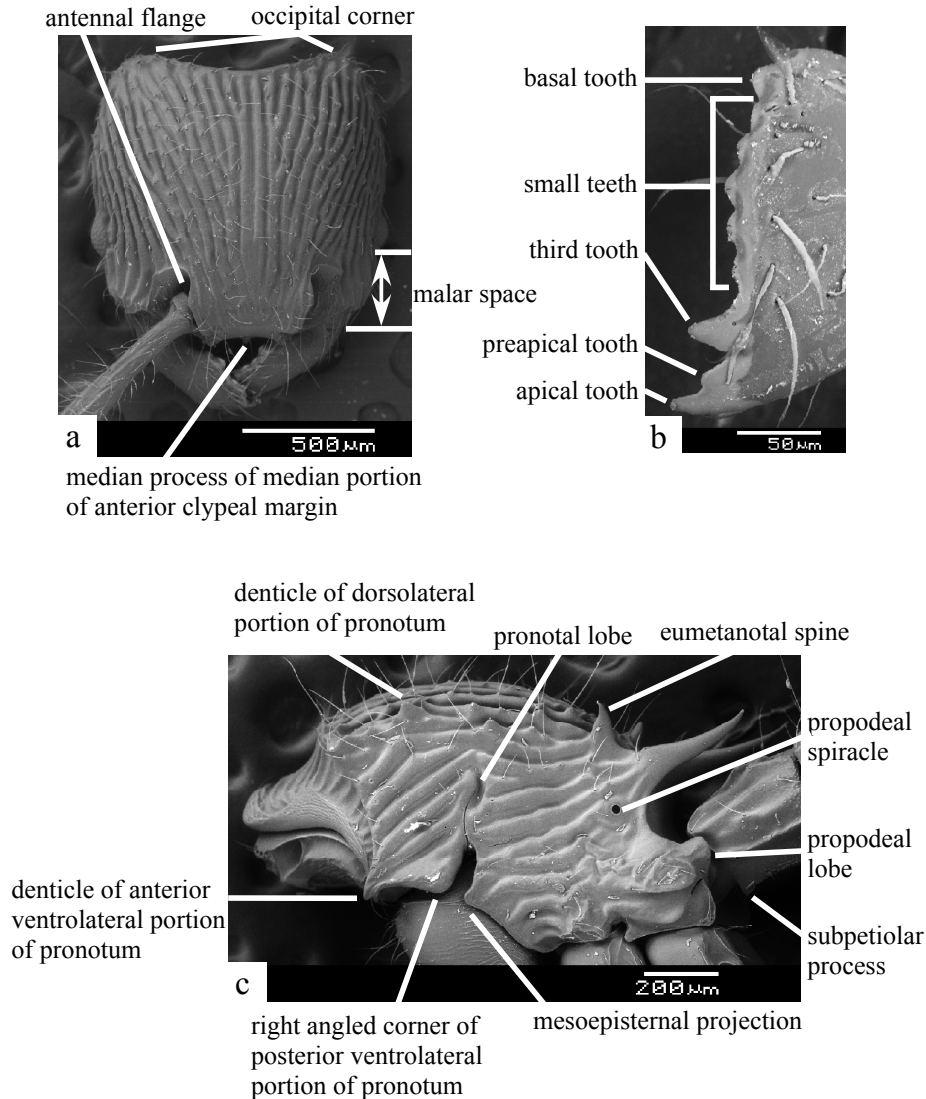 antennal flange
occipital corner
malar space
a
500μm
median process of median portion
of anterior clypeal margin
basal tooth
small teeth
third tooth
preapical tooth
apical tooth
b
50μm
denticle of dorsolateral
portion of pronotum
pronotal lobe
eumetanotal spine
propodeal
spiracle
propodeal
lobe
subpetiolar
process
denticle of anterior
ventrolateral portion
of pronotum
c
200μm
right angled corner of
posterior ventrolateral
portion of pronotum
mesoepisternal projection